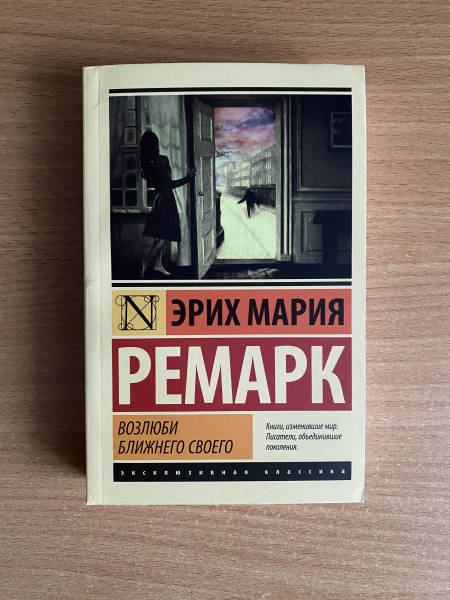 N
ЭРИХ МАРИЯ
РЕМАРК
ВОЗЛЮБИ
БЛИЖНЕГО СВОЕГО
Книги, изменившие мир.
Писатели, объединившие
поколения.
эксклюзивная классика